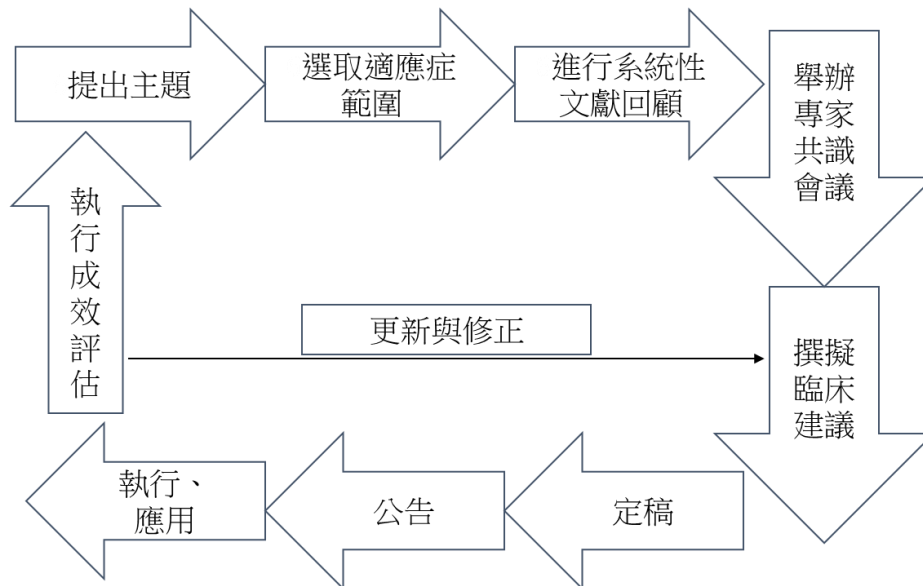 提出主題
選取適應症
範圍
進行系統性
文獻回顧
舉辦
專家
共識
會議
撰擬
臨床
建議
定稿
公告
執行、
應用
執
行
成
效
評
估
更新與修正